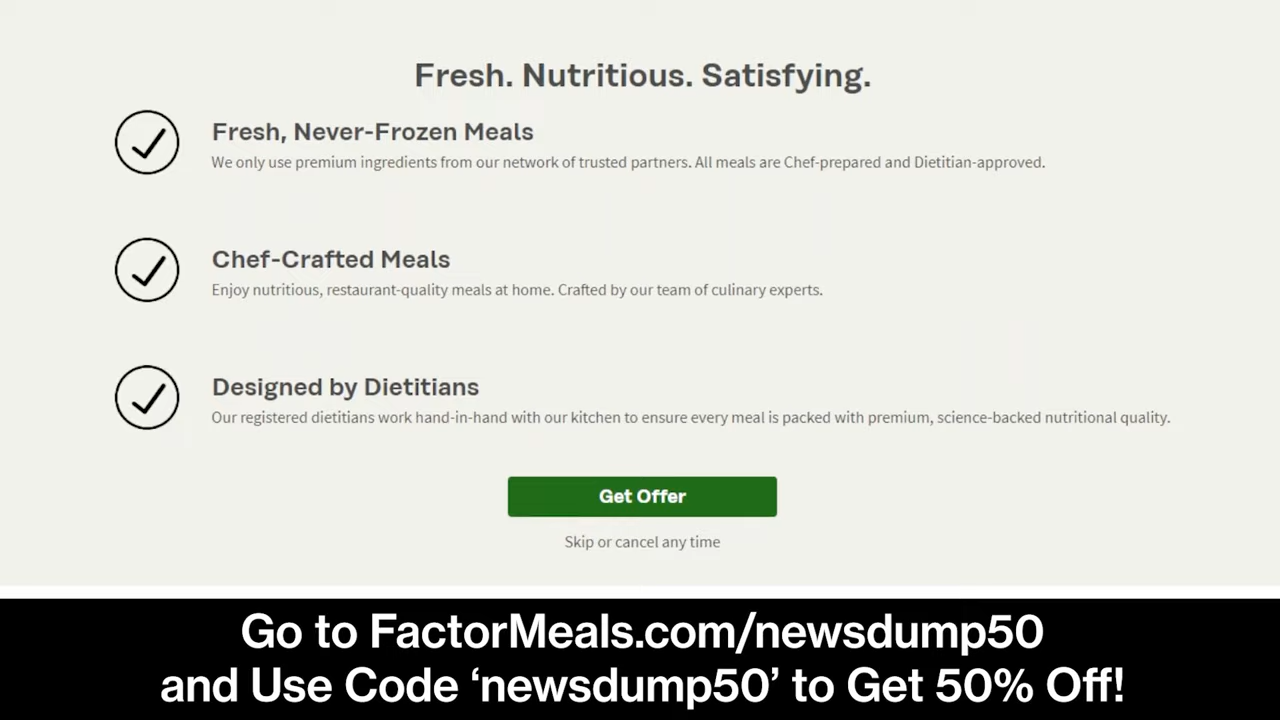 Fresh. Nutritious. Satisfying.
Fresh, Never-Frozen Meals
We only use premium ingredients from our network of trusted partners. All meals are Chef-prepared and Dietitian-approved.
Chef-Crafted Meals
Enjoy nutritious, restaurant-quality meals at home. Crafted by our team of culinary experts.
Designed by Dietitians
Our registered dietitians work hand-in-hand with our kitchen to ensure every meal is packed with premium, science-backed nutritional quality.
Get Offer
Skip or cancel any time
Go to FactorMeals.com/newsdump50
and Use Code ‘newsdump50’ to Get 50% Off!